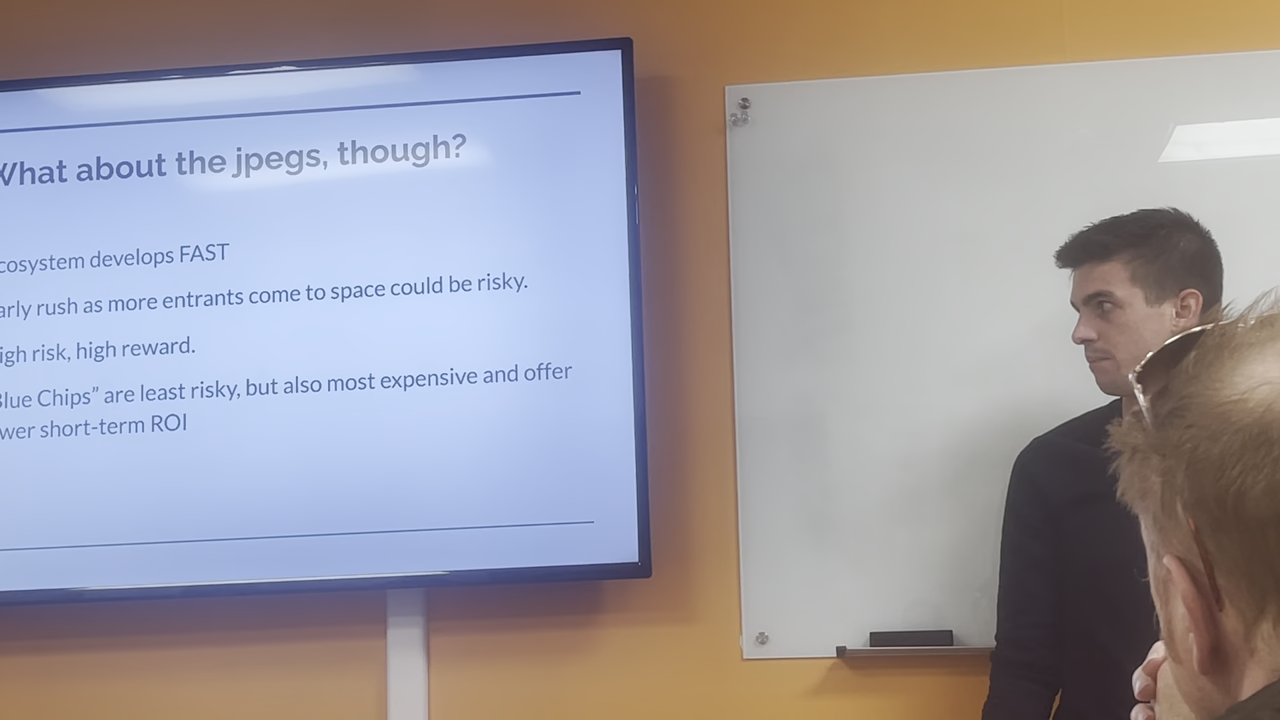 What about the jpegs, though?
cosystem develops FAST
arly rush as more entrants come to space could be risky.
igh risk, high reward.
Blue Chips” are least risky, but also most expensive and offer
wer short-term ROI